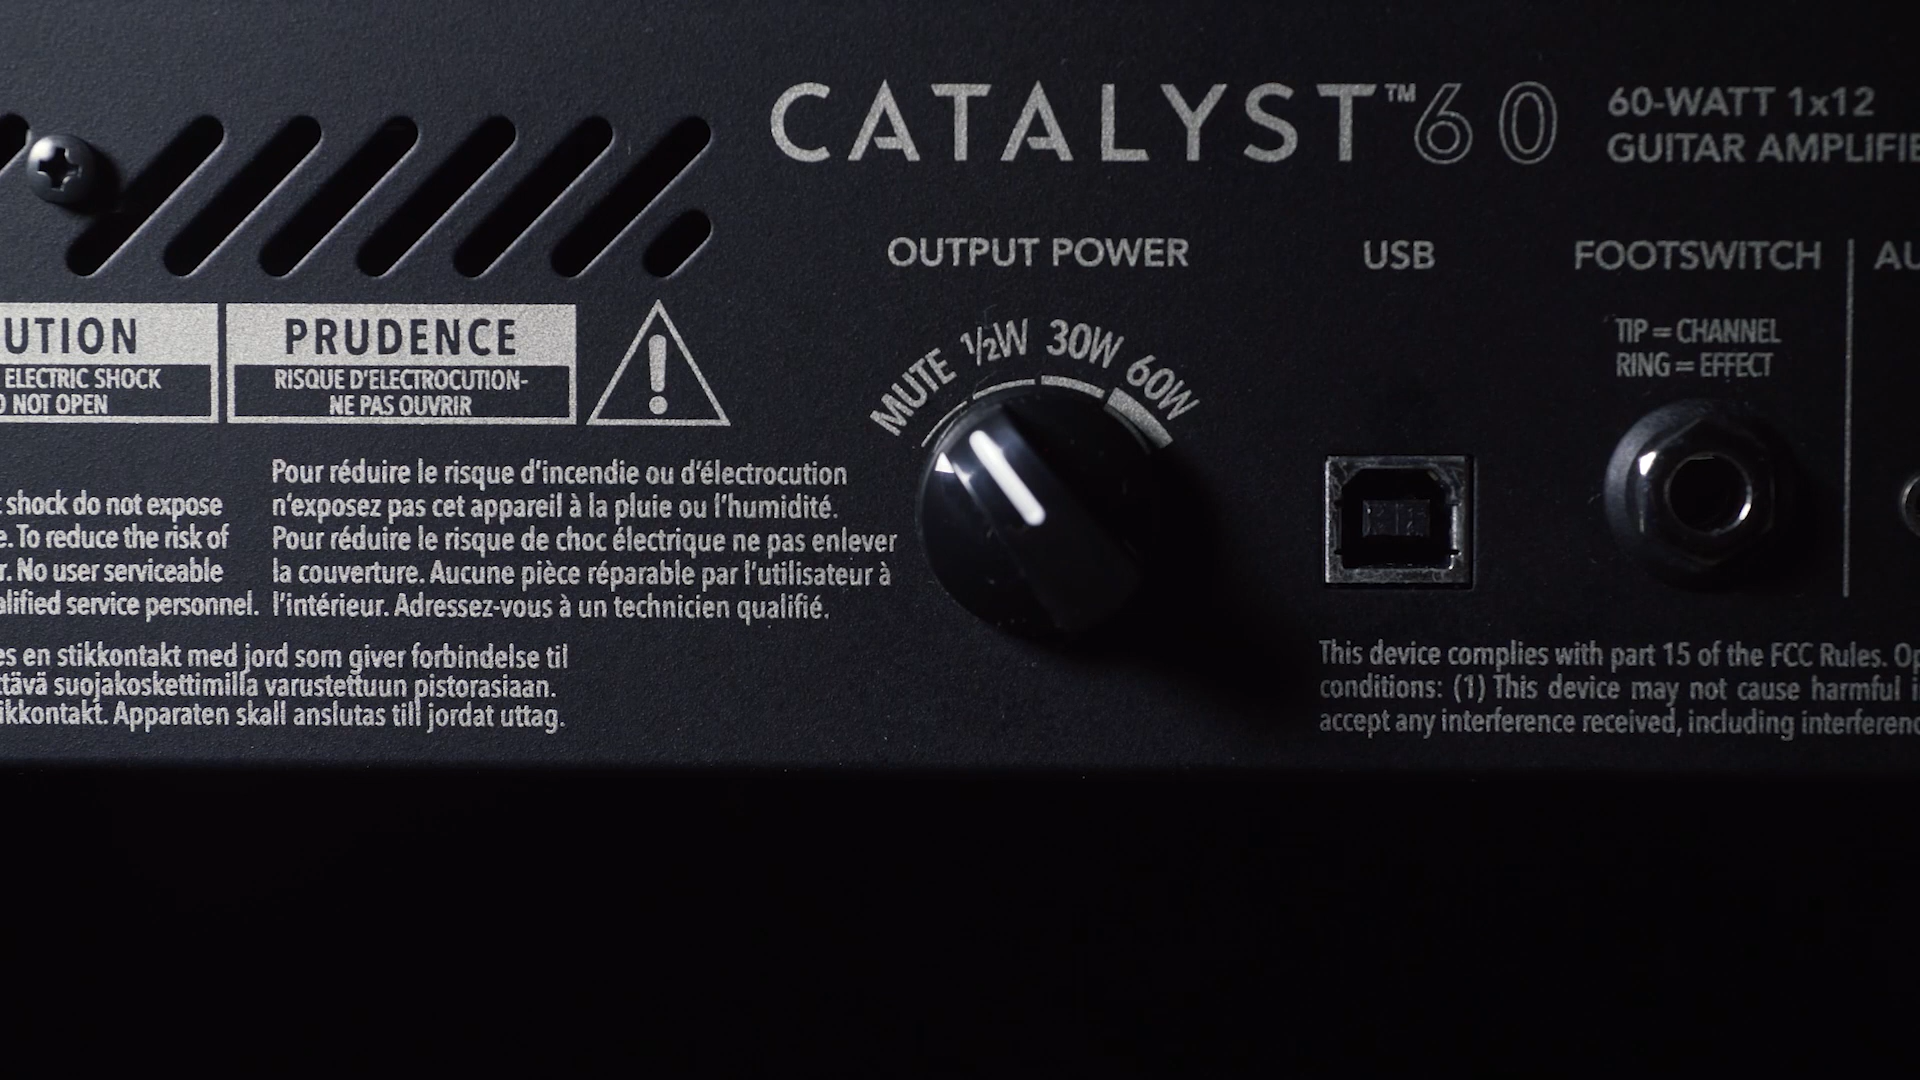 CATALYST™60
60-WATT 1x12
GUITAR AMPLIFIE
OUTPUT POWER
USB
FOOTSWITCH
AU
TIP = CHANNEL
RING = EFFECT
MUTE ½W 30W 60W
UTION
ELECTRIC SHOCK
NOT OPEN
PRUDENCE
RISQUE D'ELECTROCUTION-
NE PAS OUVRIR
shock do not expose
e. To reduce the risk of
r. No user serviceable
alified service personnel.
Pour réduire le risque d'incendie ou d'électrocution
n'exposez pas cet appareil à la pluie ou l'humidité.
Pour réduire le risque de choc électrique ne pas enlever
la couverture. Aucune pièce réparable par l'utilisateur à
l'intérieur. Adressez-vous à un technicien qualifié.
es en stikkontakt med jord som giver forbindelse til
ttävä suojakoskettimilla varustettuun pistorasiaan.
ikkontakt. Apparaten skall anslutas till jordat uttag.
This device complies with part 15 of the FCC Rules. Op
conditions: (1) This device may not cause harmful i
accept any interference received, including interferenc